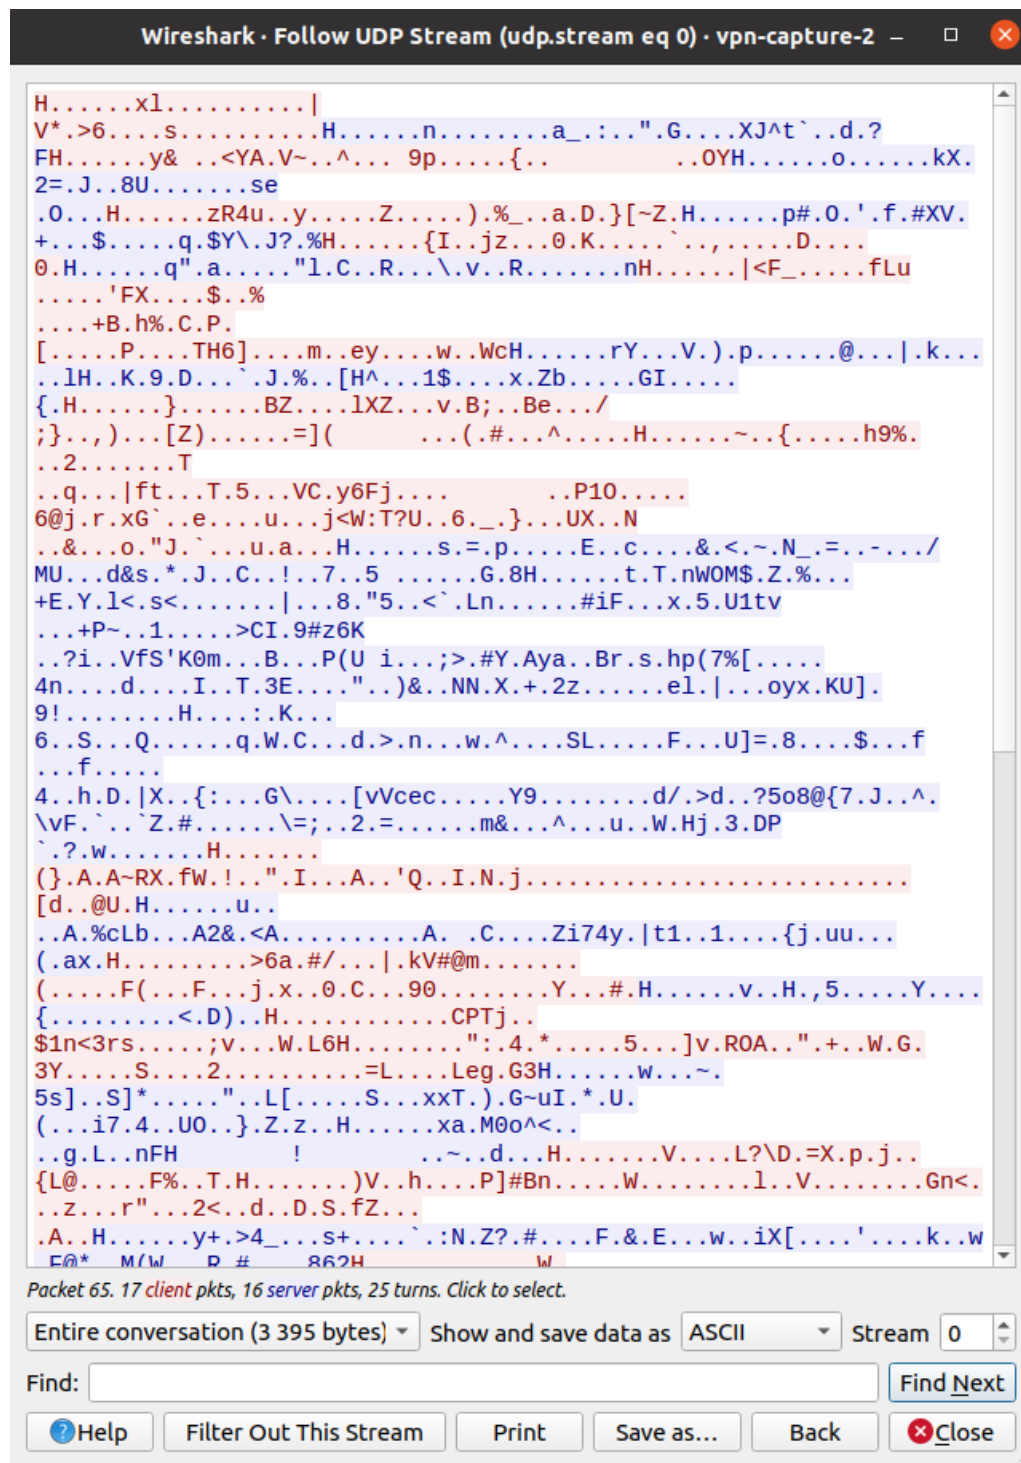 Wireshark · Follow UDP Stream (udp.stream eq 0) · vpn-capture-2
H......xl..........|
V*.>6....s..........H......n........a_.:..".G....XJ^t`..d.?
FH......y& ..<YA.V~..^... 9p.....{..          ..OYH......o......kX.
2=.J..8U.......se
.O...H......zR4u..y.....Z.....).%_..a.D.}[~Z.H......p#.O.'.f.#XV.
+...$.....q.$Y\.J?.%H......{I..jz...0.K.....`..,.....D....
0.H......q".a....."l.C..R...\.v..R.......nH......|<F_.....fLu
.....'FX....$..%
....+B.h%.C.P.
[.....P....TH6]....m..ey....w..WcH......rY...V.).p......@...|.k...
..lH..K.9.D...`.J.%..[H^...1$....x.Zb.....GI.....
{.H......}......BZ....lXZ...v.B;..Be.../
;}..,)...[Z)......=](       ...(.#...^.....H......~..{.....h9%.
..2.......T
..q...|ft...T.5...VC.y6Fj....         ..P1O.....
6@j.r.xG`..e....u...j<W:T?U..6._.}...UX..N
..&...o."J.`...u.a...H......s.=.p.....E..c....&.<.~.N_.=..-.../
MU...d&s.*.J..C..!..7..5 ......G.8H......t.T.nWOM$.Z.%...
+E.Y.l<.s<.......|...8."5..<`.Ln......#iF...x.5.U1tv
...+P~..1.....>CI.9#z6K
..?i..VfS'K0m...B...P(U i...;>.#Y.Aya..Br.s.hp(7%[.....
4n....d....I..T.3E...."..)&..NN.X.+.2z.......el.|...oyx.KU].
9!........H....:.K...
6..S...Q......q.W.C...d.>.n...w.^....SL.....F...U]=.8....$...f
...f.....
4..h.D.|X..{:...G\....[vVcec.....Y9........d/.>d..?5o8@{7.J..^.
\vF.`..`Z.#......\=;..2.=......m&...^...u..W.Hj.3.DP
`.?.w.......H.......
(}.A.A~RX.fW.!..".I...A..'Q..I.N.j...........................
[d..@U.H......u..
..A.%cLb...A2&.<A..........A. .C....Zi74y.|t1..1....{j.uu...
(.ax.H.........>6a.#/...|.kV#@m.......
(.....F(...F...j.x..0.C...90........Y...#.H......v..H.,5.....Y....
{.........<.D)..H............CPTj..
$1n<3rs.....;v...W.L6H........":.4.*.....5...]v.ROA..".+..W.G.
3Y.....S....2..........=L....Leg.G3H......w...~.
5s]..S]*....."..L[.....S...xxT.).G~uI.*.U.
(...i7.4..UO..}.Z.z..H......xa.M0o^<..
..g.L..nFH        !        ..~..d...H.......V....L?\D.=X.p.j..
{L@.....F%..T.H.......)V..h....P]#Bn.....W........l..V........Gn<.
..z...r"...2<..d..D.S.fZ...
.A..H......y+.>4_...s+....`.:N.Z?.#....F.&.E...w..iX[....'....k..w
Packet 65. 17 client pkts, 16 server pkts, 25 turns. Click to select.
Entire conversation (3 395 bytes) Show and save data as ASCII Stream 0
Find: Find Next
Help Filter Out This Stream Print Save as… Back Close